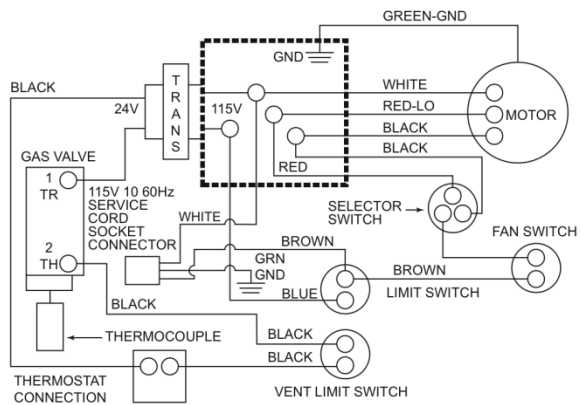 GREEN-GND
GND
BLACK
24V
TRANS
115V
WHITE
RED-LO
BLACK
BLACK
MOTOR
GAS VALVE
1
TR
2
TH
115V 10 60Hz
SERVICE
CORD
SOCKET
CONNECTOR
WHITE
RED
SELECTOR
SWITCH
FAN SWITCH
BROWN
GRN
GND
BROWN
BLUE
LIMIT SWITCH
BLACK
THERMOCOUPLE
BLACK
BLACK
THERMOSTAT
CONNECTION
VENT LIMIT SWITCH